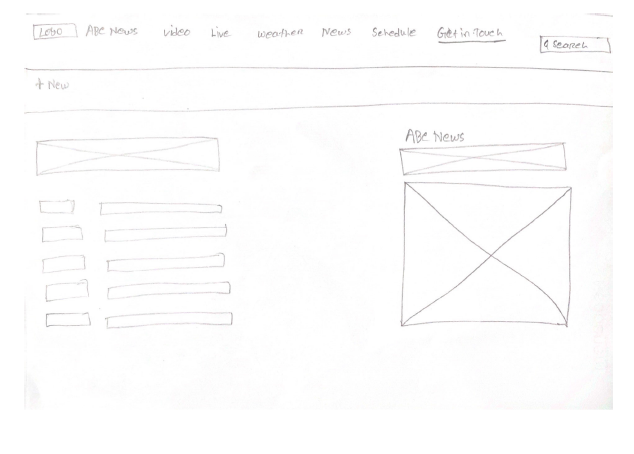 LOGO ABC News video Live weather News Schedule Get in Touch Search
+ New
ABC News